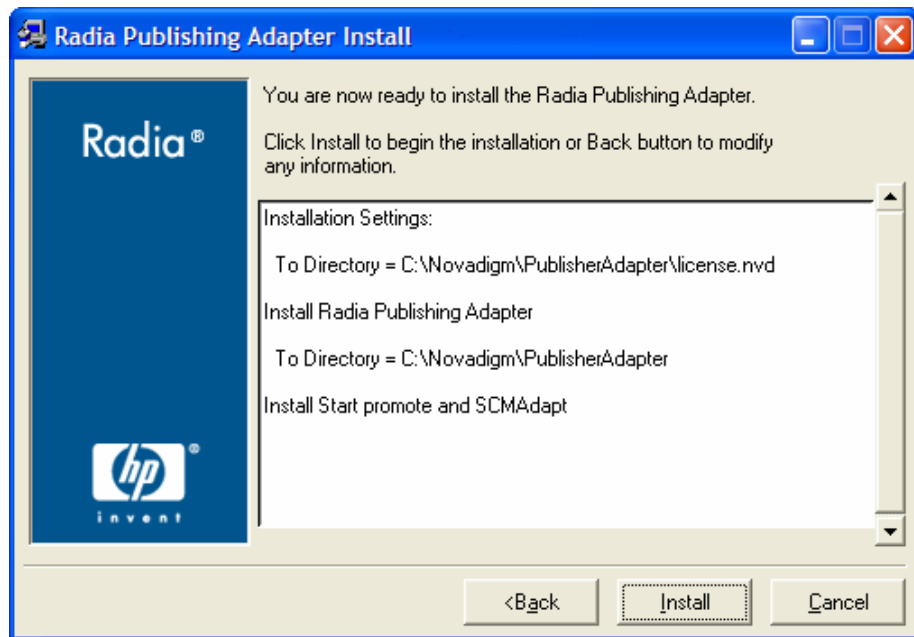 Radia Publishing Adapter Install
Radia®
You are now ready to install the Radia Publishing Adapter.
Click Install to begin the installation or Back button to modify
any information.
Installation Settings:
To Directory = C:\Novadigm\PublisherAdapter\license.nvd
Install Radia Publishing Adapter
To Directory = C:\Novadigm\PublisherAdapter
Install Start promote and SCMAdapt
hp®
invent
<Back
Install
Cancel